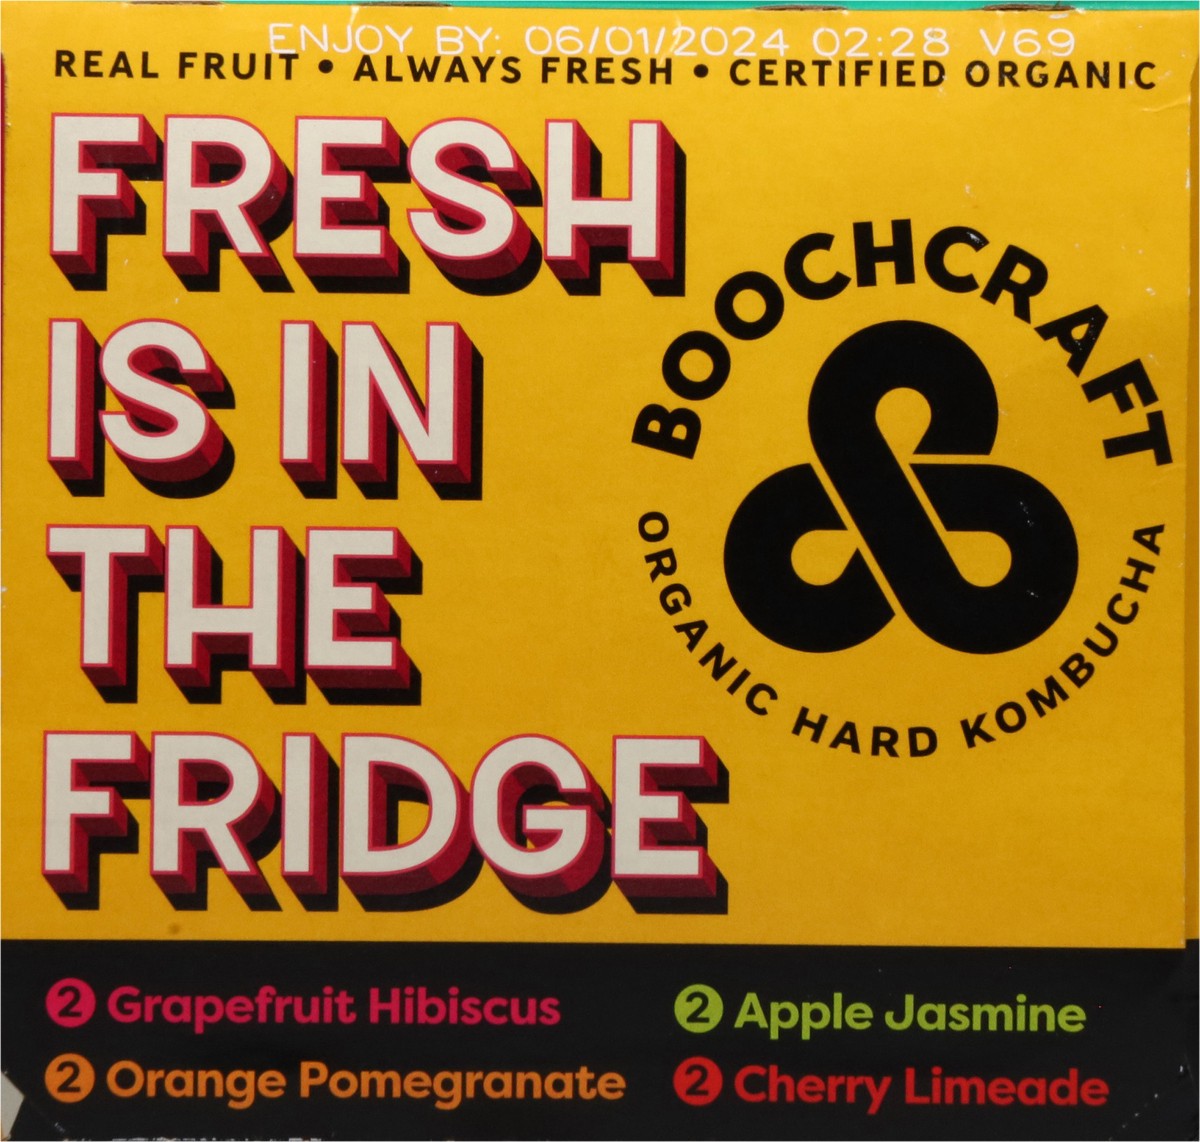 ENJOY BY: 06/01/2024 02:28 V69
REAL FRUIT • ALWAYS FRESH • CERTIFIED ORGANIC
FRESH
IS IN
THE
FRIDGE
BOOCHCRAFT
ORGANIC HARD KOMBUCHA
2 Grapefruit Hibiscus
2 Apple Jasmine
2 Orange Pomegranate
2 Cherry Limeade